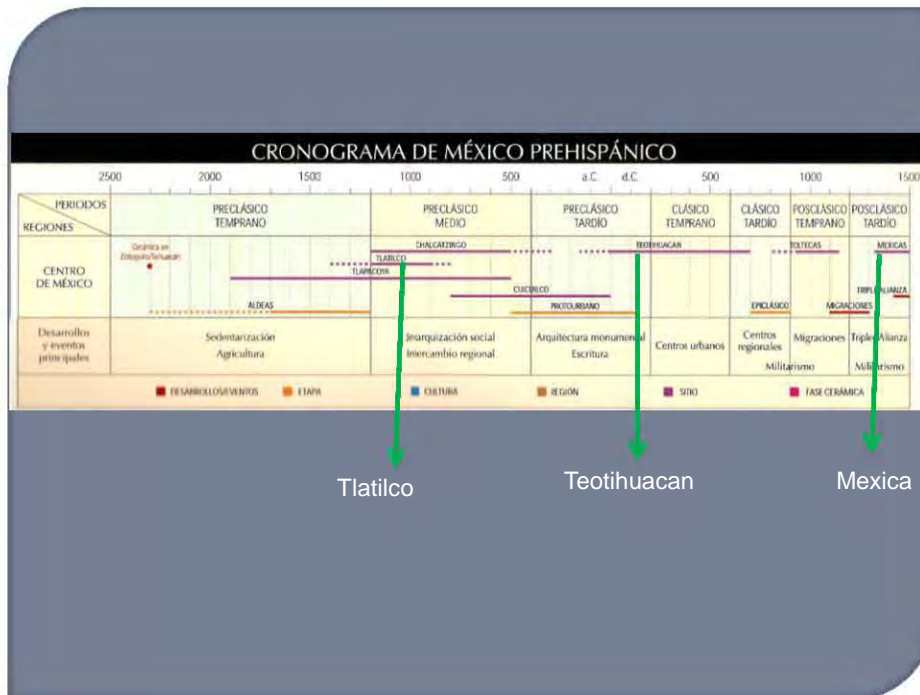 CRONOGRAMA DE MÉXICO PREHISPÁNICO
2500 2000 1500 1000 500 a.C. d.C. 500 1000 1500
PERIODOS
REGIONES
PRECLÁSICO TEMPRANO
PRECLÁSICO MEDIO
PRECLÁSICO TARDÍO
CLÁSICO TEMPRANO
CLÁSICO TARDÍO
POSCLÁSICO TEMPRANO
POSCLÁSICO TARDÍO
CENTRO DE MÉXICO
Cerámica en
CHALCATZINGO
TEOTIHUACAN
TOLTECAS
MEXICAS
TLATILCO
TLAPACOYA
CUICUILCO
TRIPLE ALIANZA
ALDEAS
PROTOURBANO
EPICLÁSICO
MIGRACIONES
Desarrollos y eventos principales
Sedentarización
Agricultura
Jerarquización social
Intercambio regional
Arquitectura monumental
Escritura
Centros urbanos
Centros regionales
Migraciones
Triple Alianza
Militarismo
Militarismo
DESARROLLOS/EVENTOS
ETAPA
CULTURA
REGIÓN
SITIO
FASE CERÁMICA
Tlatilco
Teotihuacan
Mexica